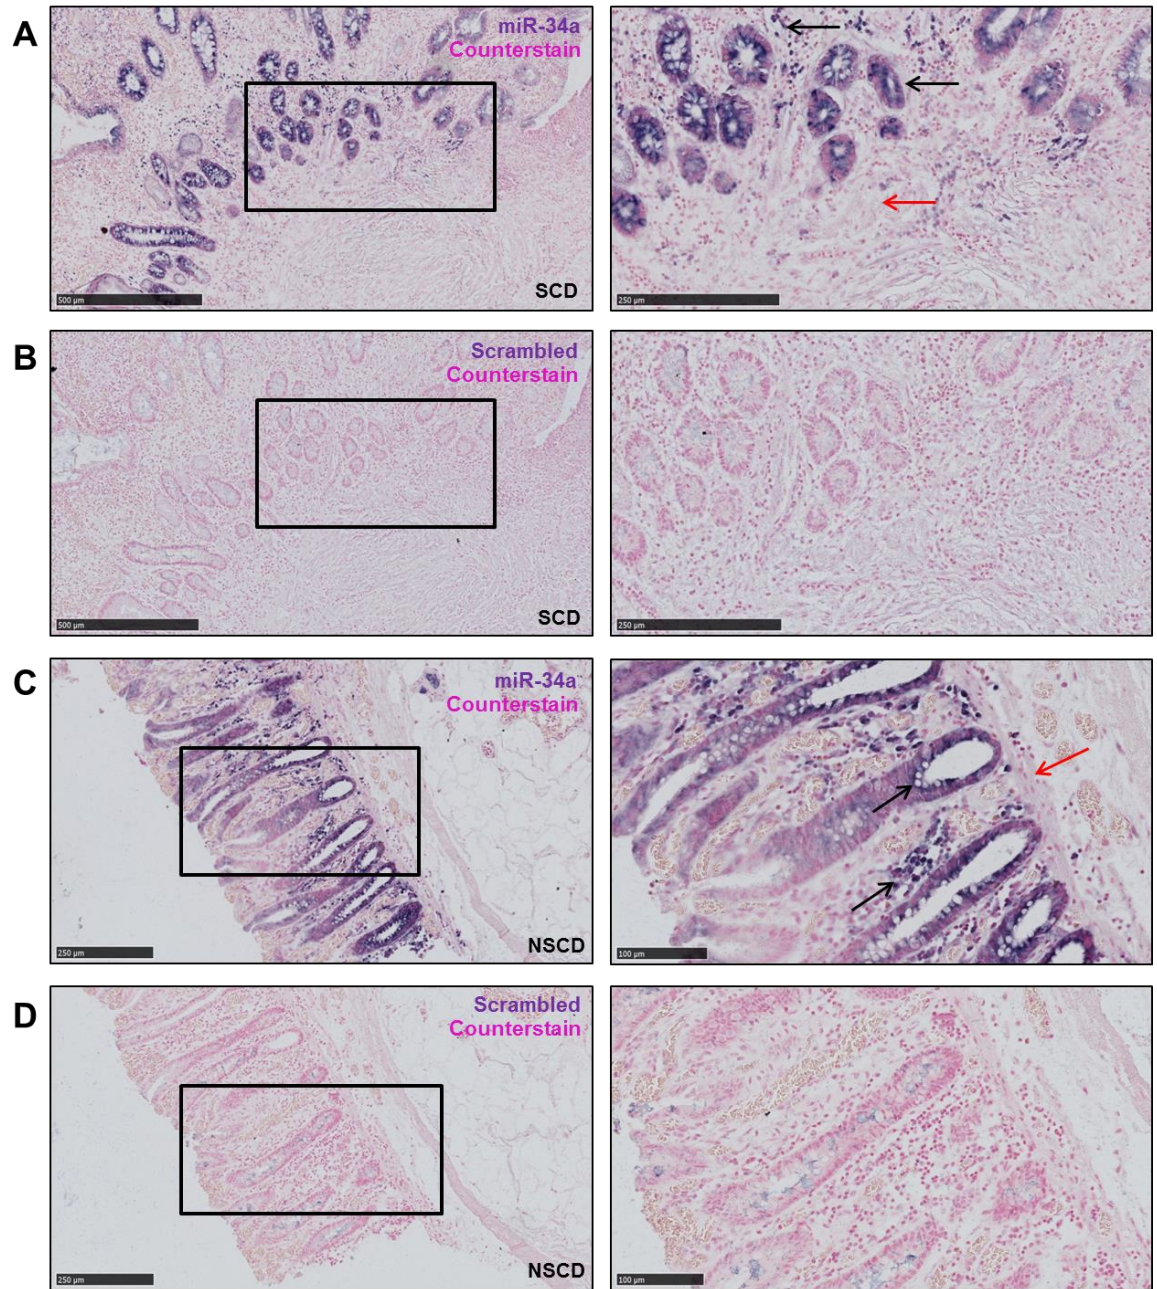 A
miR-34a
Counterstain
500 µm
SCD
250 µm
B
Scrambled
Counterstain
500 µm
SCD
250 µm
C
miR-34a
Counterstain
250 µm
NSCD
100 µm
D
Scrambled
Counterstain
250 µm
NSCD
100 µm